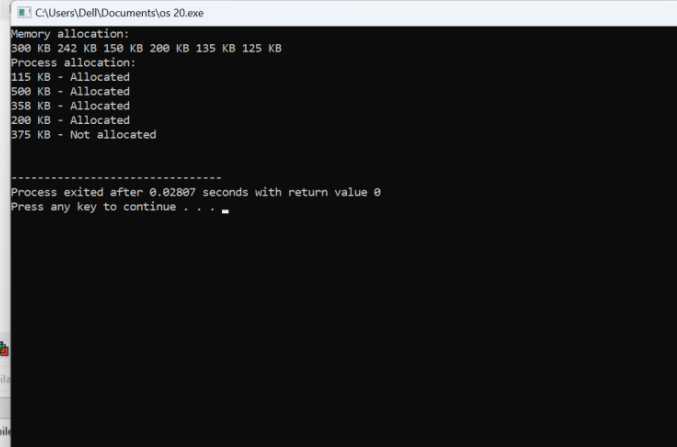 C:\Users\Dell\Documents\os 20.exe
Memory allocation:
300 KB 242 KB 150 KB 200 KB 135 KB 125 KB
Process allocation:
115 KB - Allocated
500 KB - Allocated
358 KB - Allocated
200 KB - Allocated
375 KB - Not allocated
--------------------------------
Process exited after 0.02807 seconds with return value 0
Press any key to continue . . .